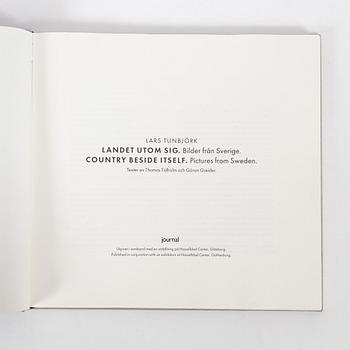 LARS TUNBJÖRK
LANDET UTOM SIG. Bilder från Sverige.
COUNTRY BESIDE ITSELF. Pictures from Sweden.
Texter av Thomas Tidholm och Göran Greider.
journal
Utgiven i samband med en utställning på Hasselblad Center, Göteborg.
Published in conjunction with an exhibition at Hasselblad Center, Gothenburg.